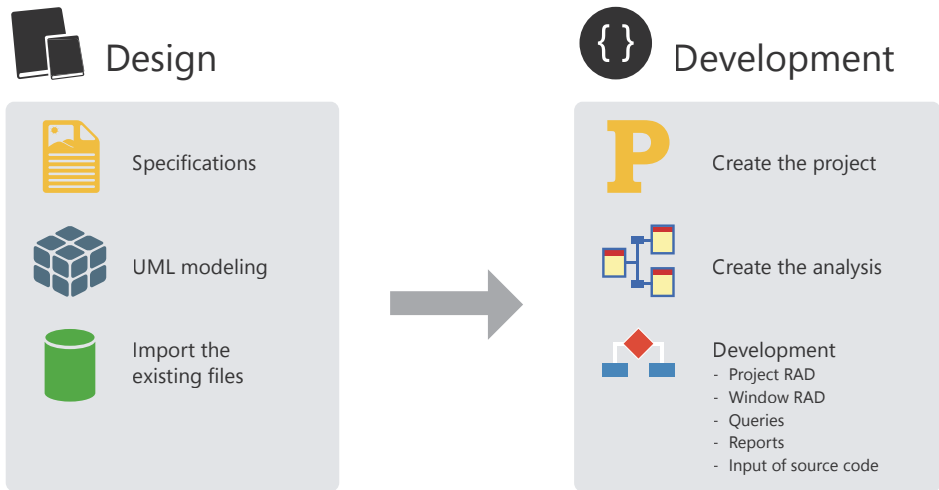 Design
Specifications
UML modeling
Import the
existing files
{ }
Development
P
Create the project
Create the analysis
Development
- Project RAD
- Window RAD
- Queries
- Reports
- Input of source code